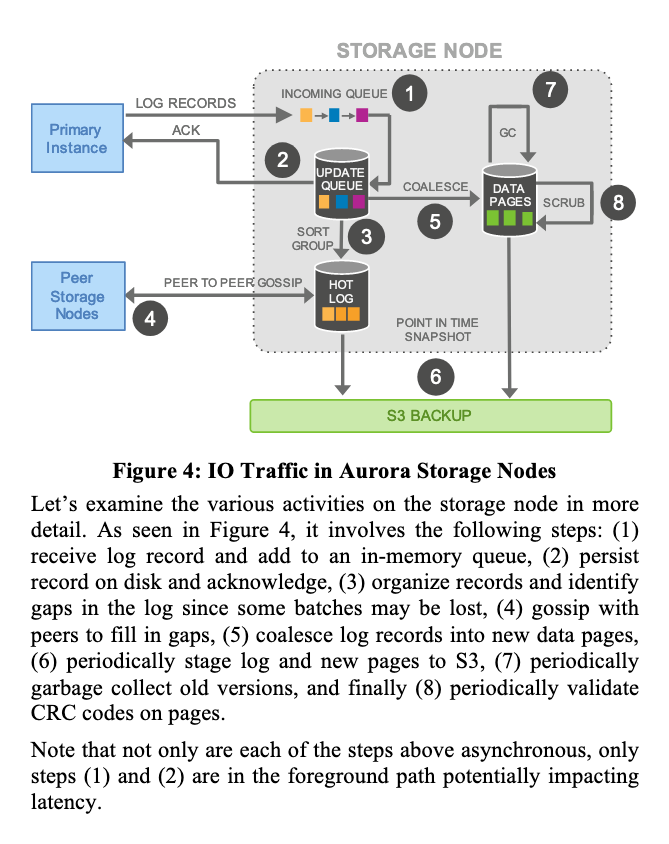 STORAGE NODE
INCOMING QUEUE
1
LOG RECORDS
Primary
Instance
ACK
2
UPDATE
QUEUE
COALESCE
5
7
GC
DATA
PAGES
SCRUB
8
SORT
GROUP
3
Peer
Storage
Nodes
PEER TO PEER GOSSIP
4
HOT
LOG
POINT IN TIME
SNAPSHOT
6
S3 BACKUP
Figure 4: IO Traffic in Aurora Storage Nodes
Let’s examine the various activities on the storage node in more
detail. As seen in Figure 4, it involves the following steps: (1)
receive log record and add to an in-memory queue, (2) persist
record on disk and acknowledge, (3) organize records and identify
gaps in the log since some batches may be lost, (4) gossip with
peers to fill in gaps, (5) coalesce log records into new data pages,
(6) periodically stage log and new pages to S3, (7) periodically
garbage collect old versions, and finally (8) periodically validate
CRC codes on pages.
Note that not only are each of the steps above asynchronous, only
steps (1) and (2) are in the foreground path potentially impacting
latency.